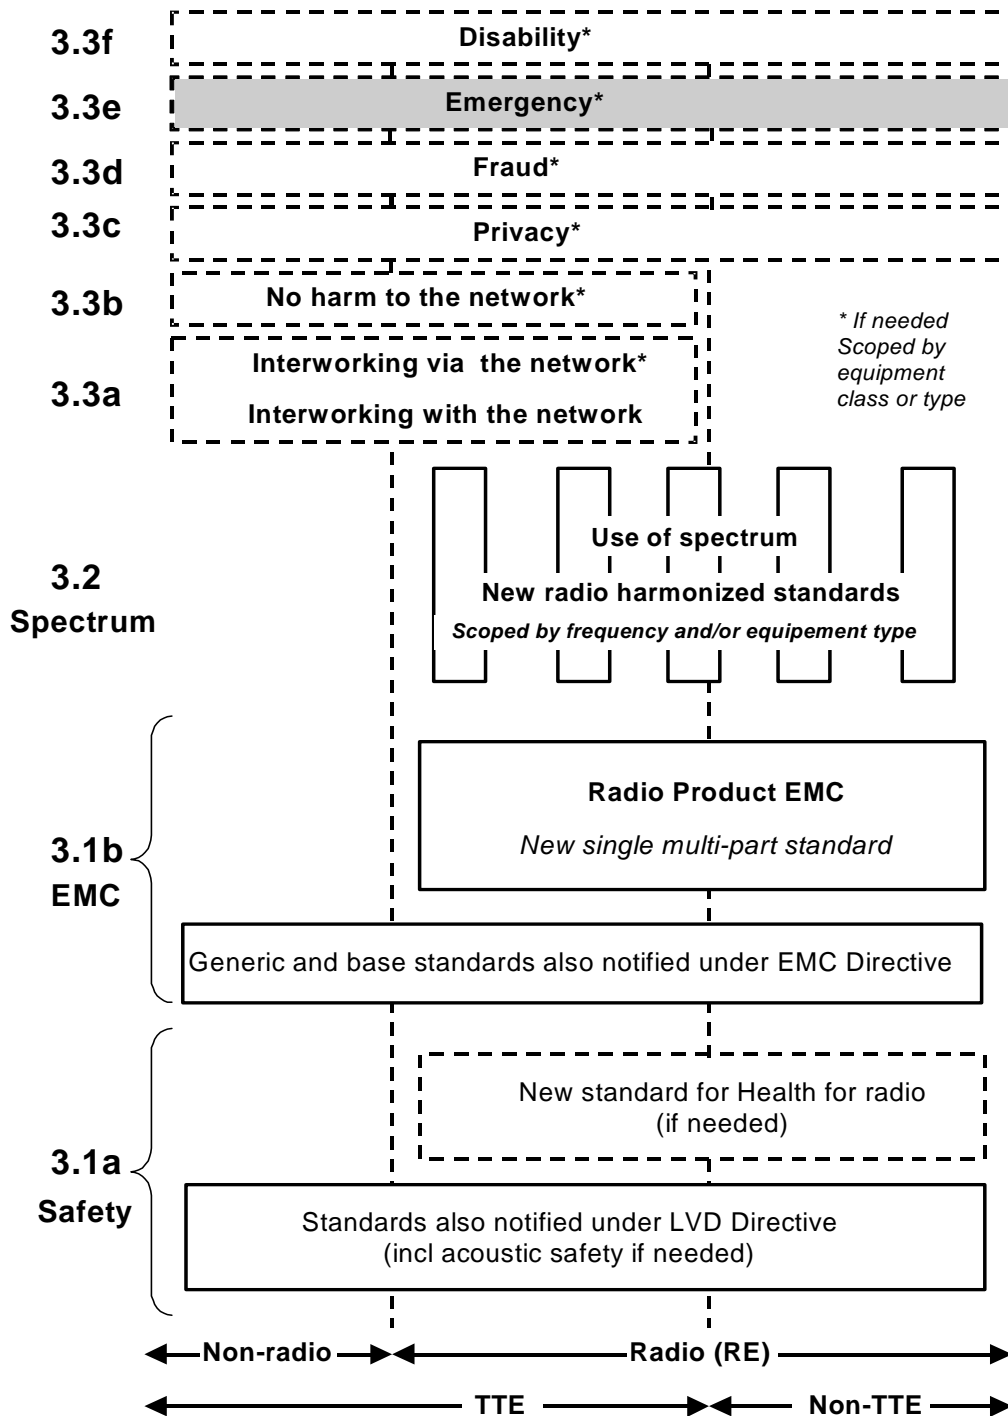 3.3f
Disability*
3.3e
Emergency*
3.3d
Fraud*
3.3c
Privacy*
3.3b
No harm to the network*
3.3a
Interworking via the network*
Interworking with the network
* If needed
Scoped by
equipment
class or type
3.2
Spectrum
Use of spectrum
New radio harmonized standards
Scoped by frequency and/or equipement type
3.1b
EMC
Radio Product EMC
New single multi-part standard
Generic and base standards also notified under EMC Directive
3.1a
Safety
New standard for Health for radio
(if needed)
Standards also notified under LVD Directive
(incl acoustic safety if needed)
Non-radio
Radio (RE)
TTE
Non-TTE